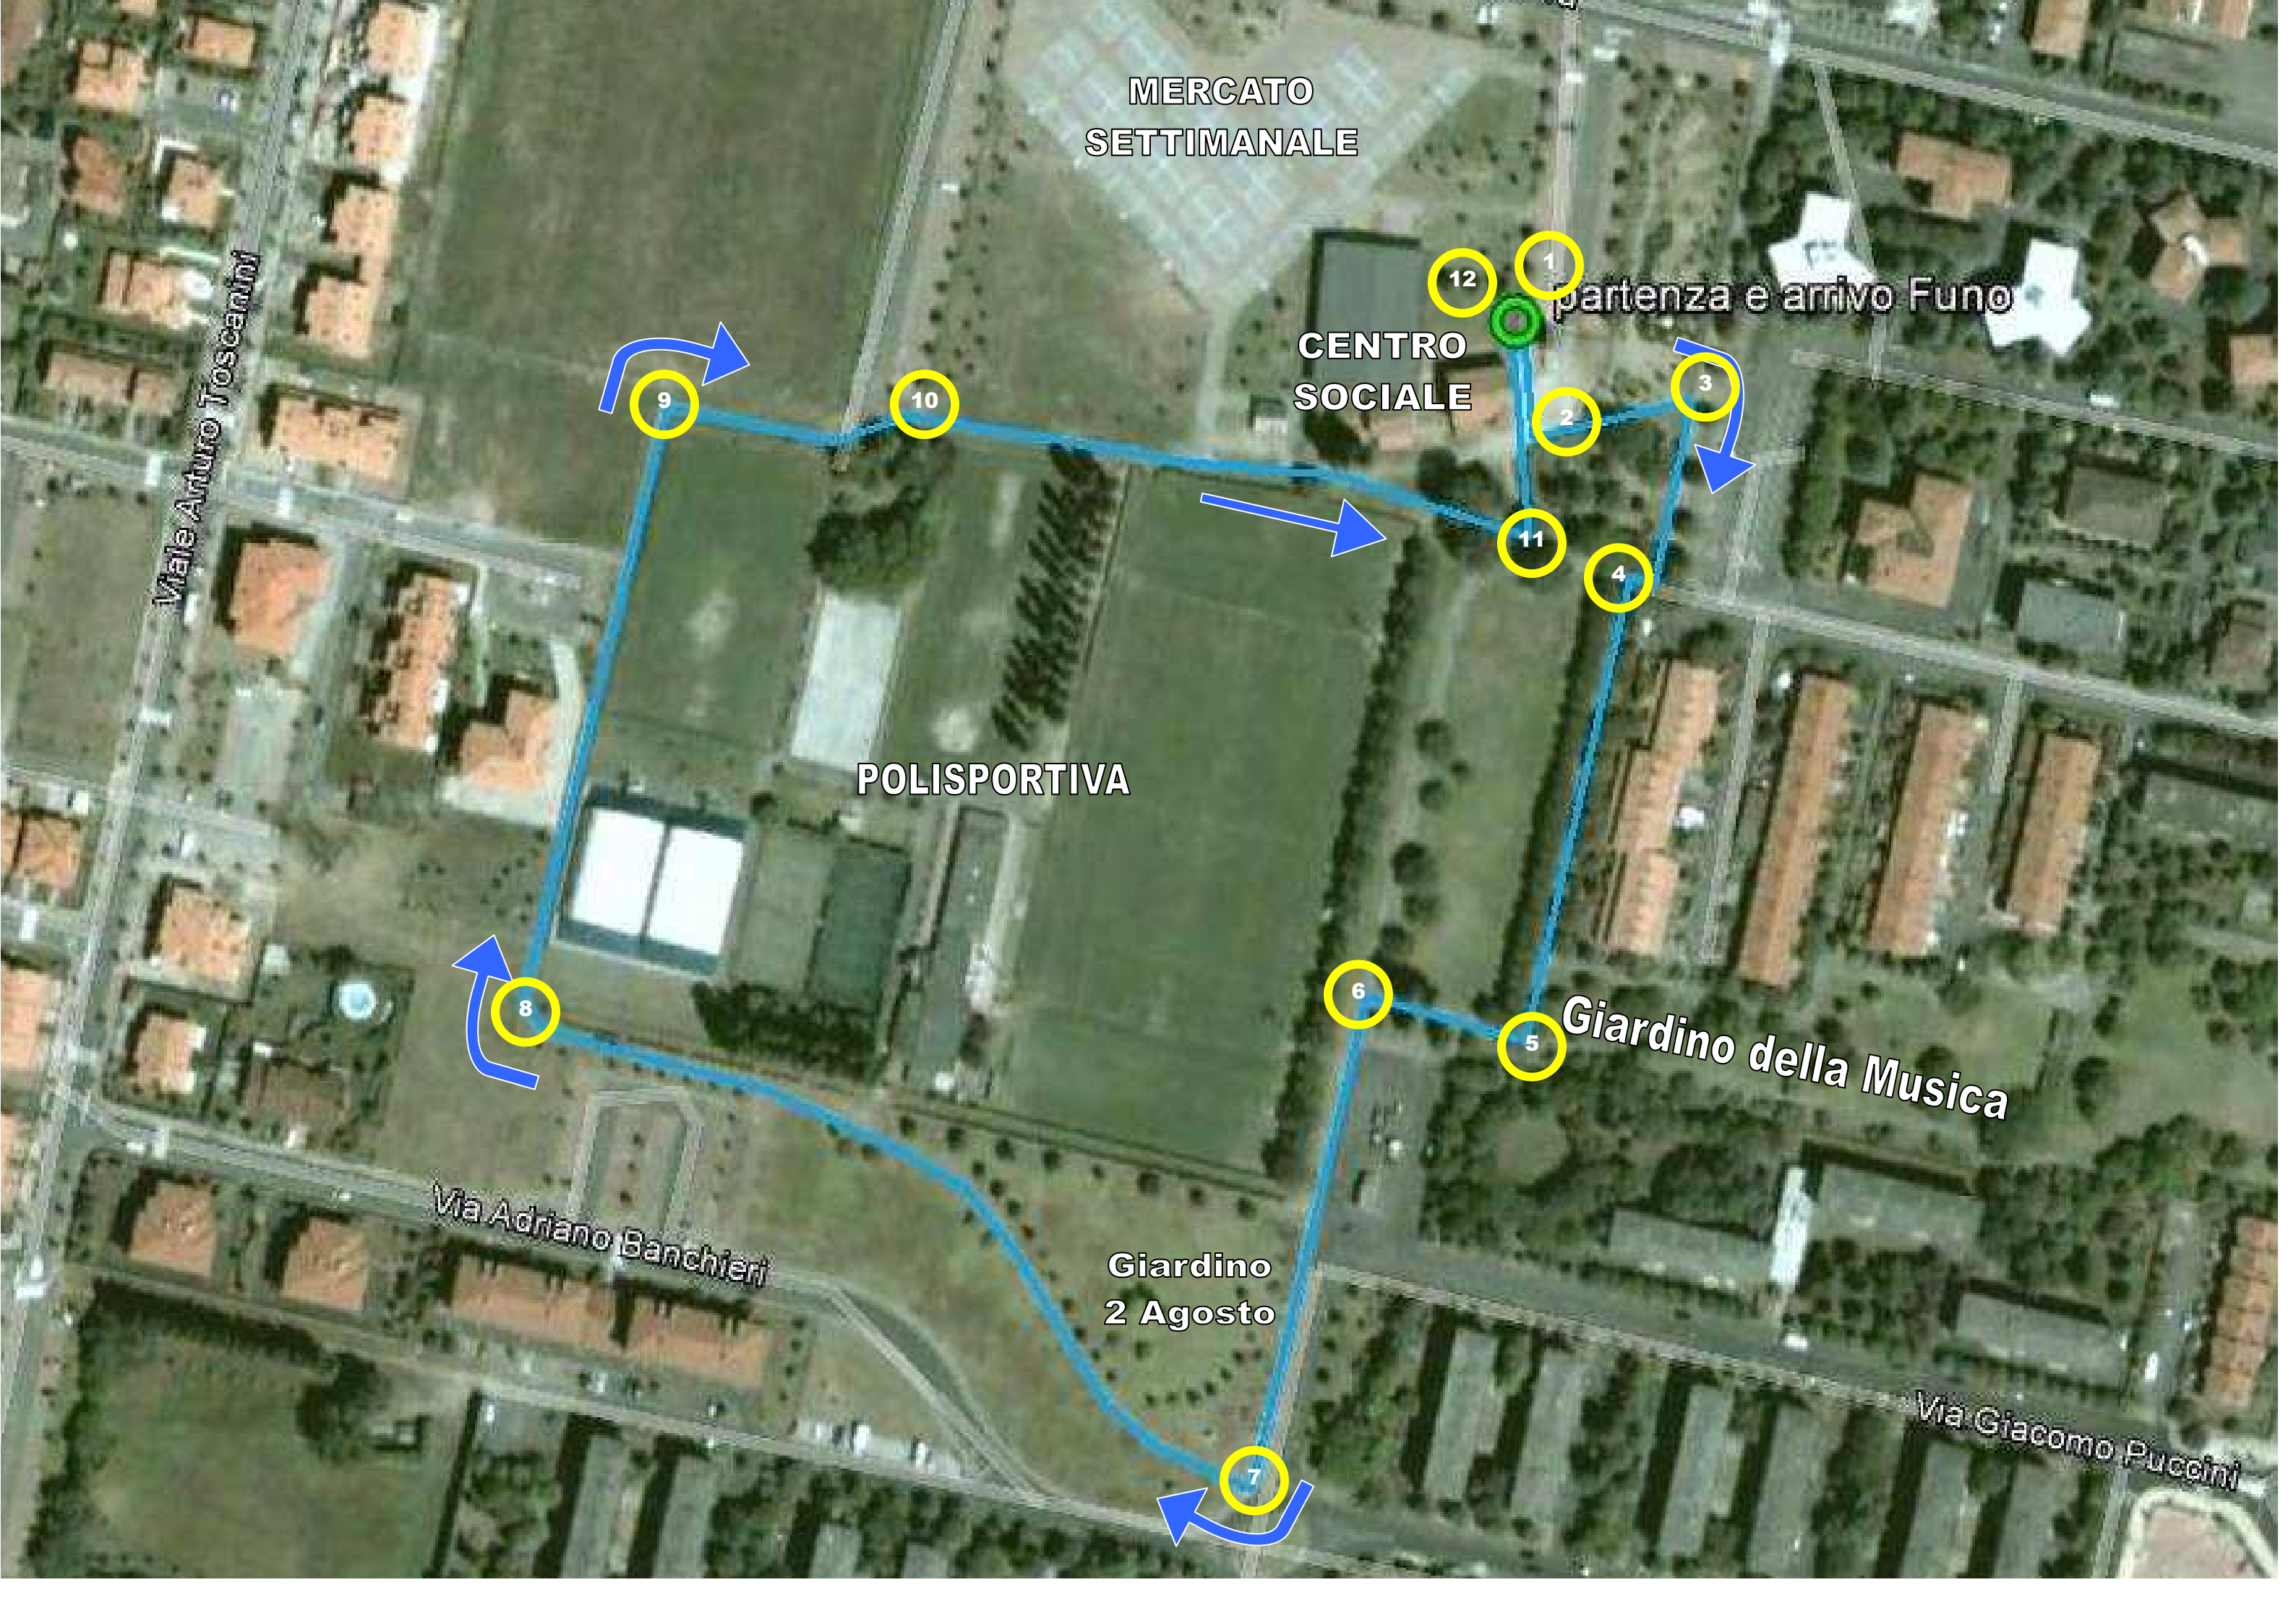 MERCATO
SETTIMANALE
12
1
partenza e arrivo Funo
CENTRO
SOCIALE
3
2
9
10
11
4
Viale Arturo Toscanini
POLISPORTIVA
6
8
5
Giardino della Musica
Via Adriano Banchieri
Giardino
2 Agosto
Via Giacomo Puccini
7